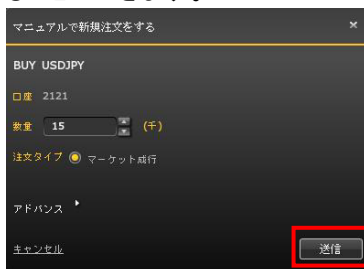 マニュアルで新規注文をする ×
BUY USDJPY
口座 2121
数量 15 (千)
注文タイプ マーケット成行
アドバンス
キャンセル 送信